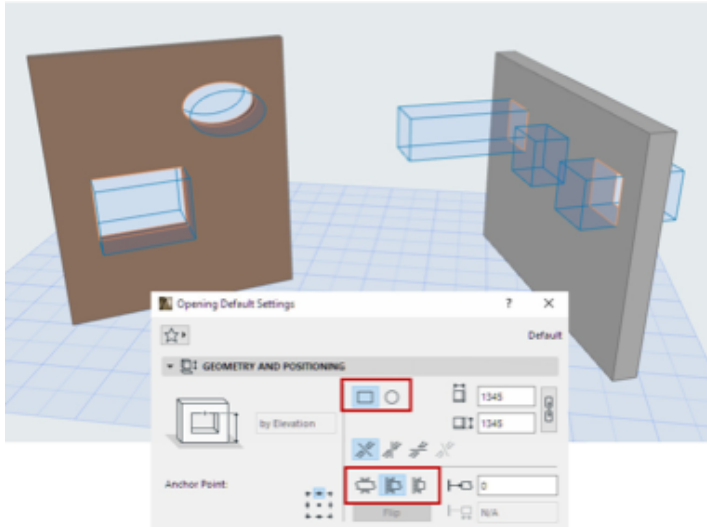 Opening Default Settings ? ×
Default
GEOMETRY AND POSITIONING
1345
by Elevation
1345
Anchor Point:
0
Flip
N/A